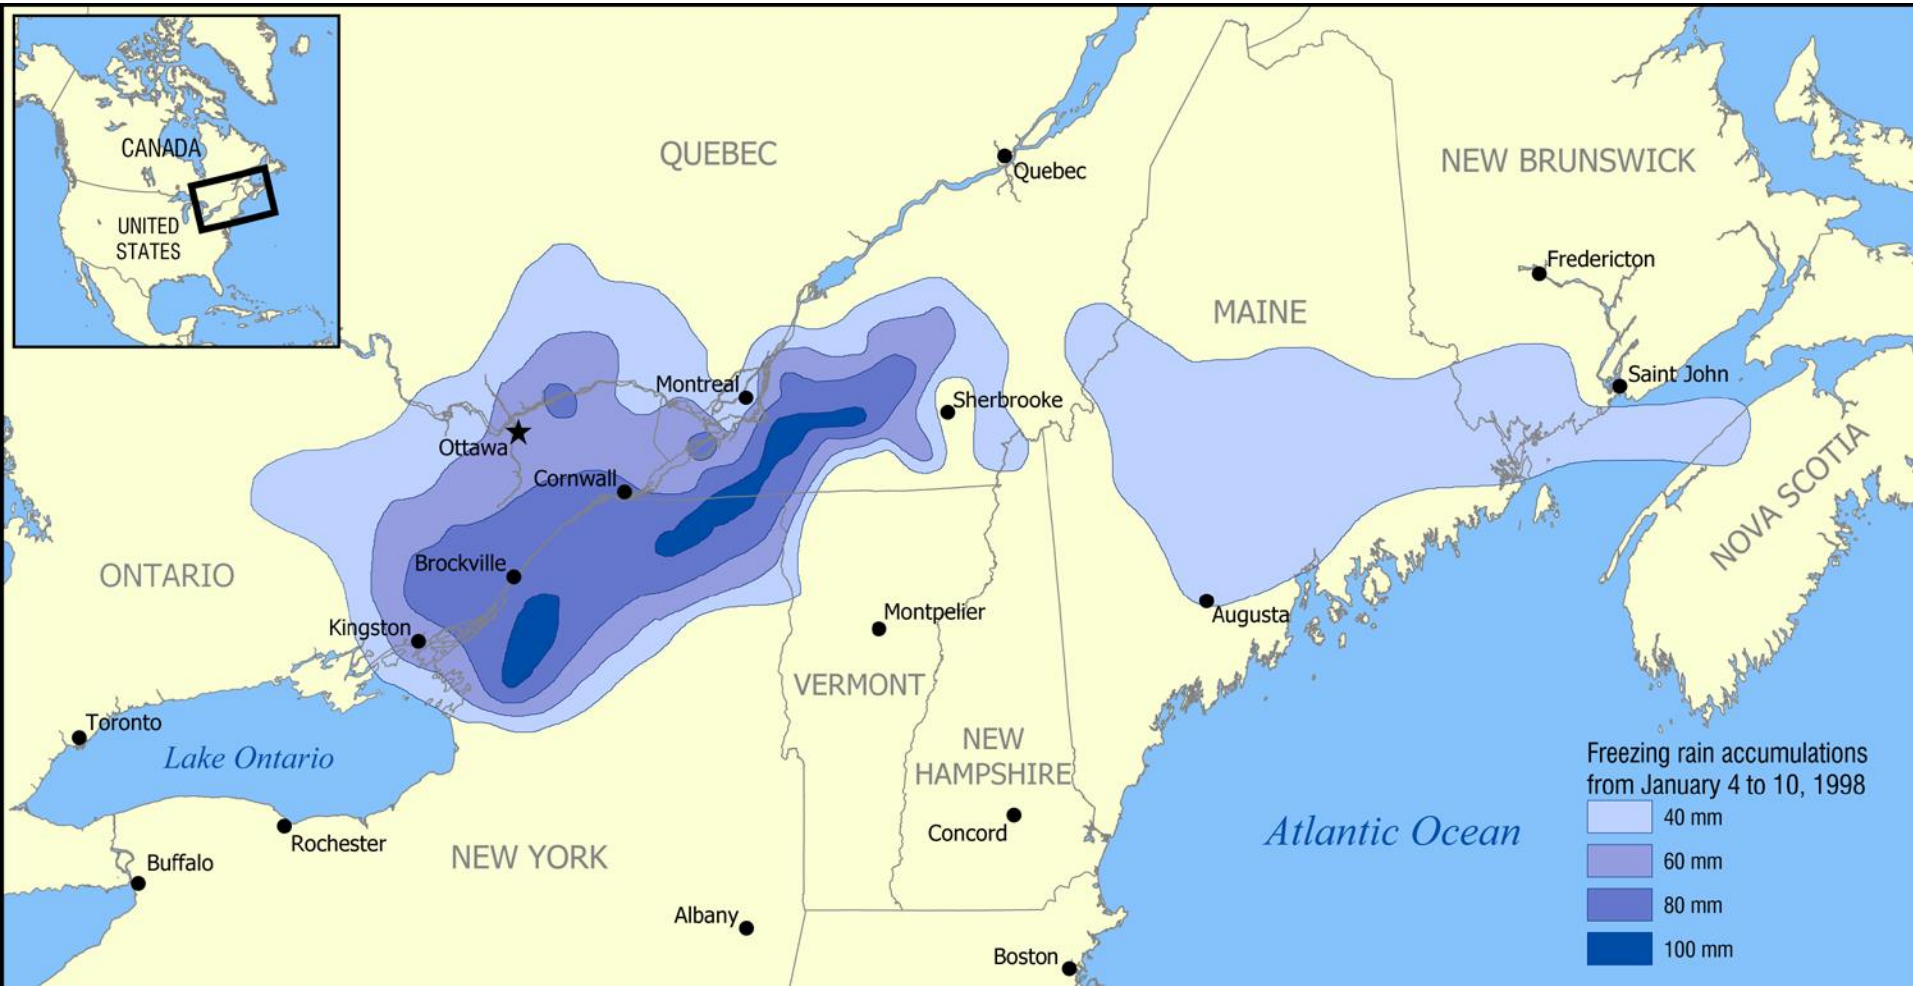 CANADA
UNITED
STATES
QUEBEC
Quebec
NEW BRUNSWICK
Fredericton
MAINE
Saint John
Montreal
Sherbrooke
Ottawa
Cornwall
NOVA SCOTIA
Brockville
ONTARIO
Kingston
Montpelier
Augusta
VERMONT
Toronto
Lake Ontario
NEW
HAMPSHIRE
Concord
Rochester
Buffalo
NEW YORK
Albany
Boston
Atlantic Ocean
Freezing rain accumulations
from January 4 to 10, 1998
40 mm
60 mm
80 mm
100 mm